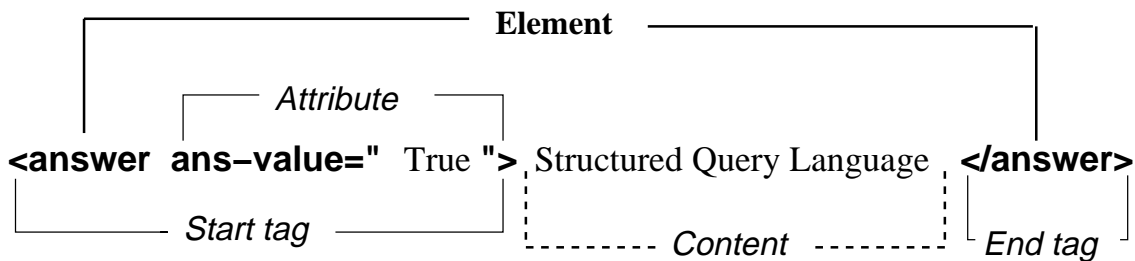 Element
Attribute
<answer ans–value=" True "> Structured Query Language </answer>
Start tag
Content
End tag